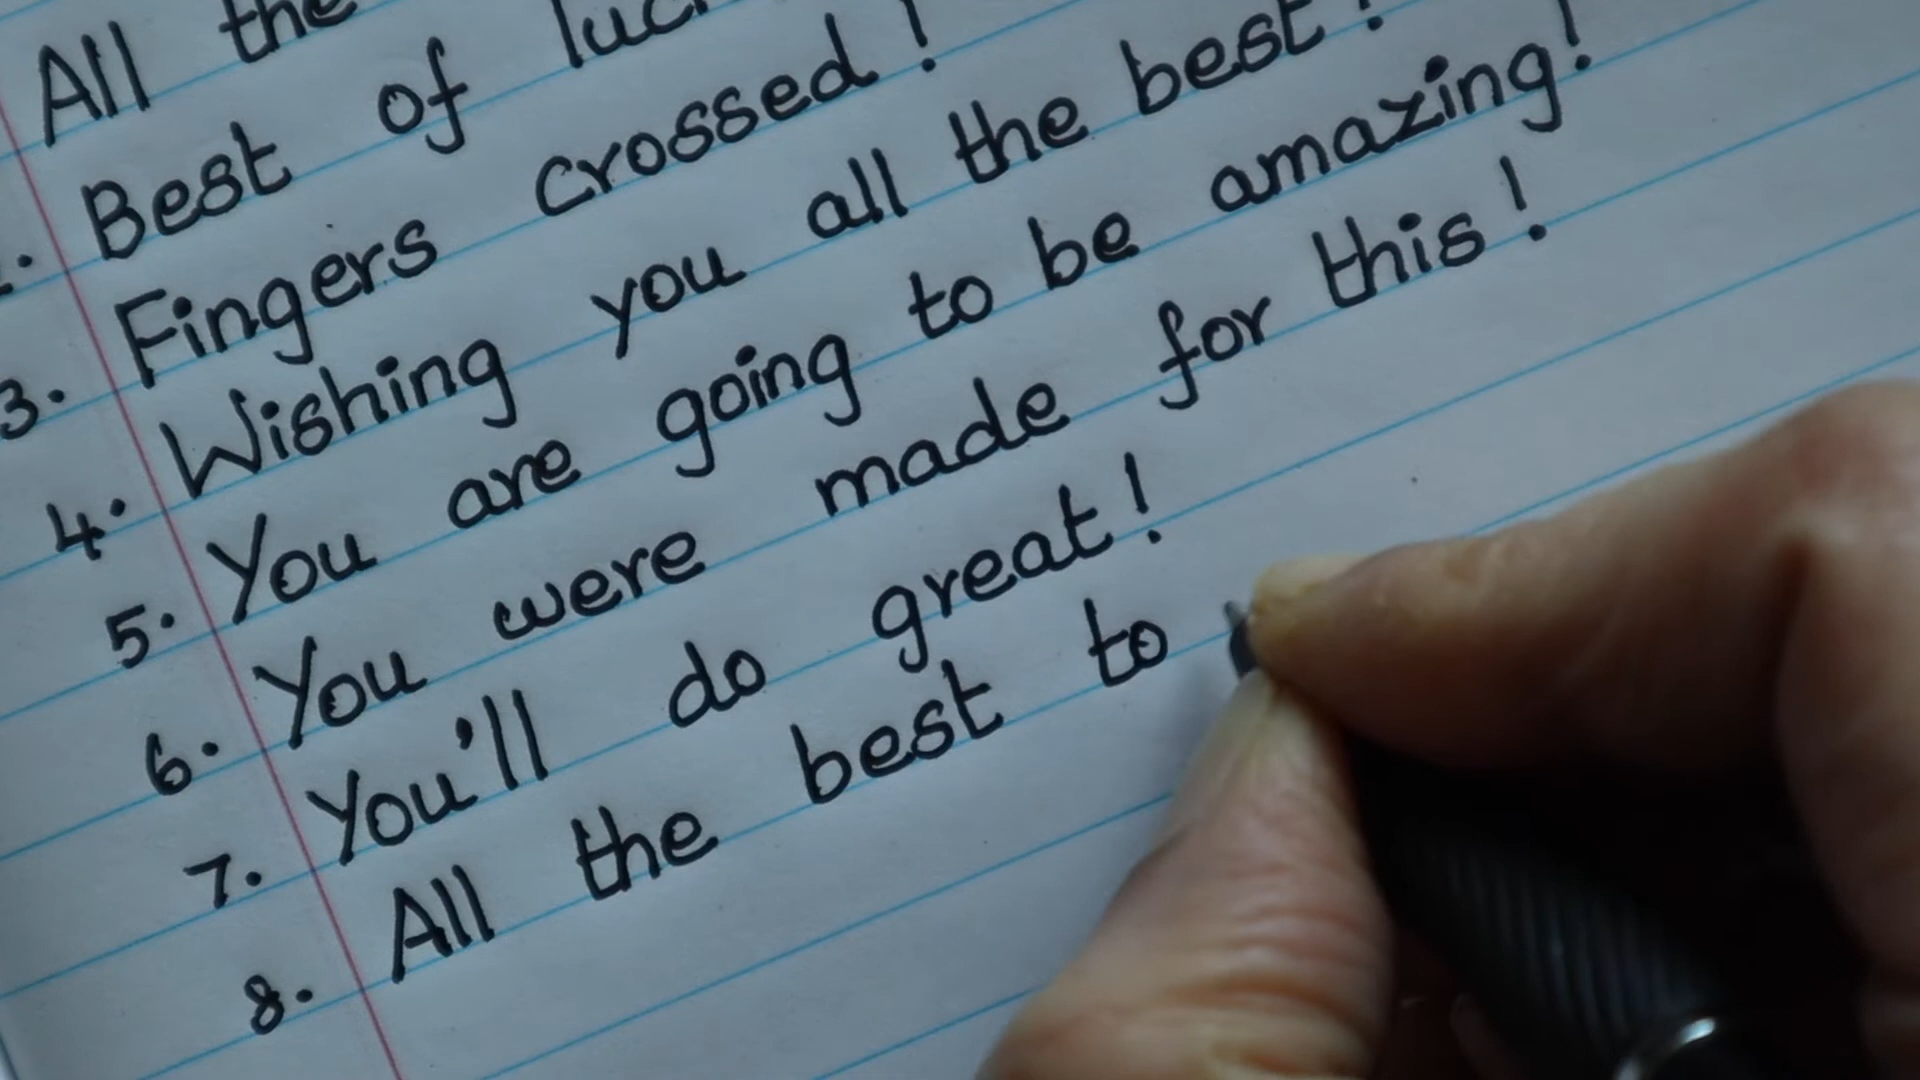 All the
Best of
3. Fingers crossed!
4. Wishing you all the best!
5. You are going to be amazing!
6. You were made for this!
7. You'll do great!
8. All the best to